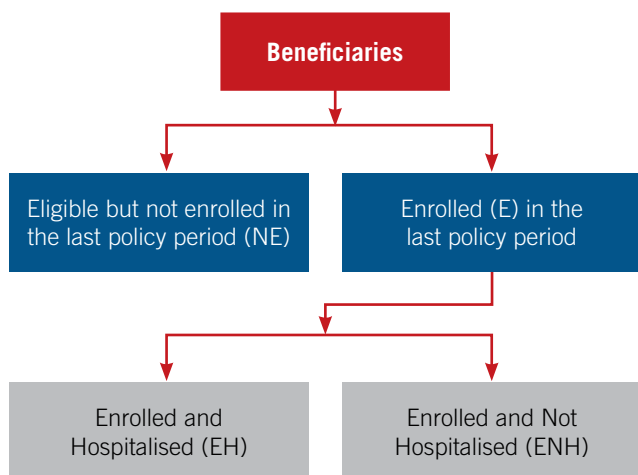 Beneficiaries
Eligible but not enrolled in
the last policy period (NE)
Enrolled (E) in the
last policy period
Enrolled and
Hospitalised (EH)
Enrolled and Not
Hospitalised (ENH)